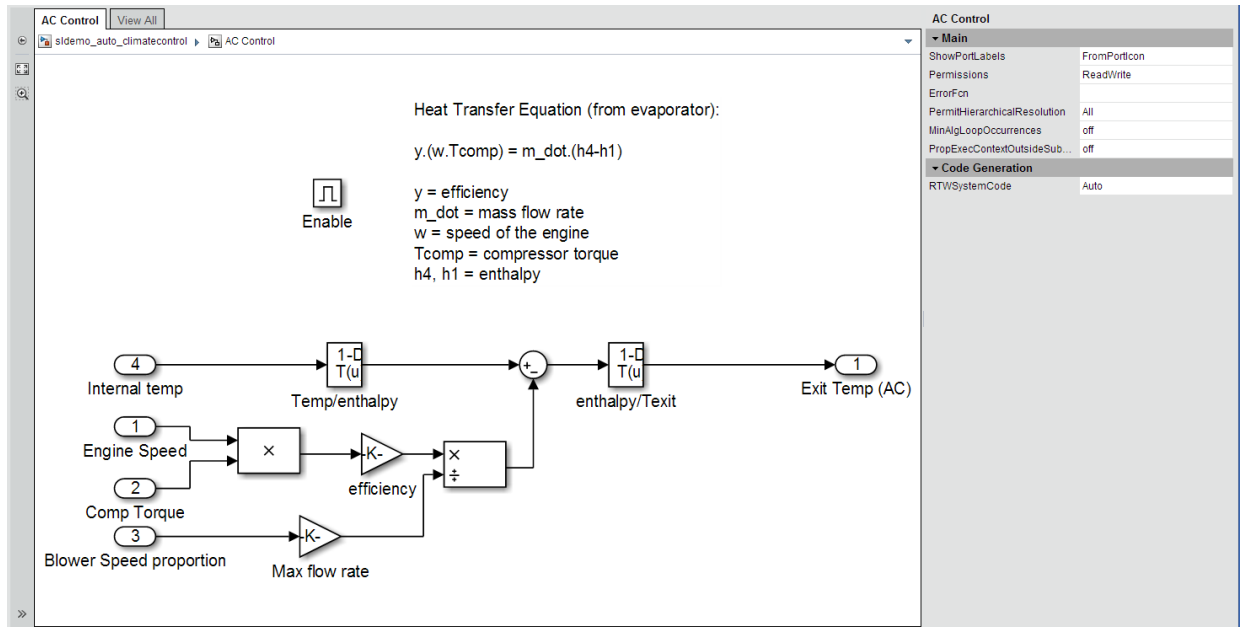 AC Control
View All
sldemo_auto_climatecontrol
AC Control
Heat Transfer Equation (from evaporator):
y.(w.Tcomp) = m_dot.(h4-h1)
y = efficiency
m_dot = mass flow rate
w = speed of the engine
Tcomp = compressor torque
h4, h1 = enthalpy
Enable
4
Internal temp
1-D
T(u
Temp/enthalpy
+
−
1-D
T(u
enthalpy/Texit
1
Exit Temp (AC)
1
Engine Speed
2
Comp Torque
×
-K-
efficiency
×
÷
3
Blower Speed proportion
-K-
Max flow rate
AC Control
Main
ShowPortLabels FromPortIcon
Permissions ReadWrite
ErrorFcn
PermitHierarchicalResolution All
MinAlgLoopOccurrences off
PropExecContextOutsideSub... off
Code Generation
RTWSystemCode Auto